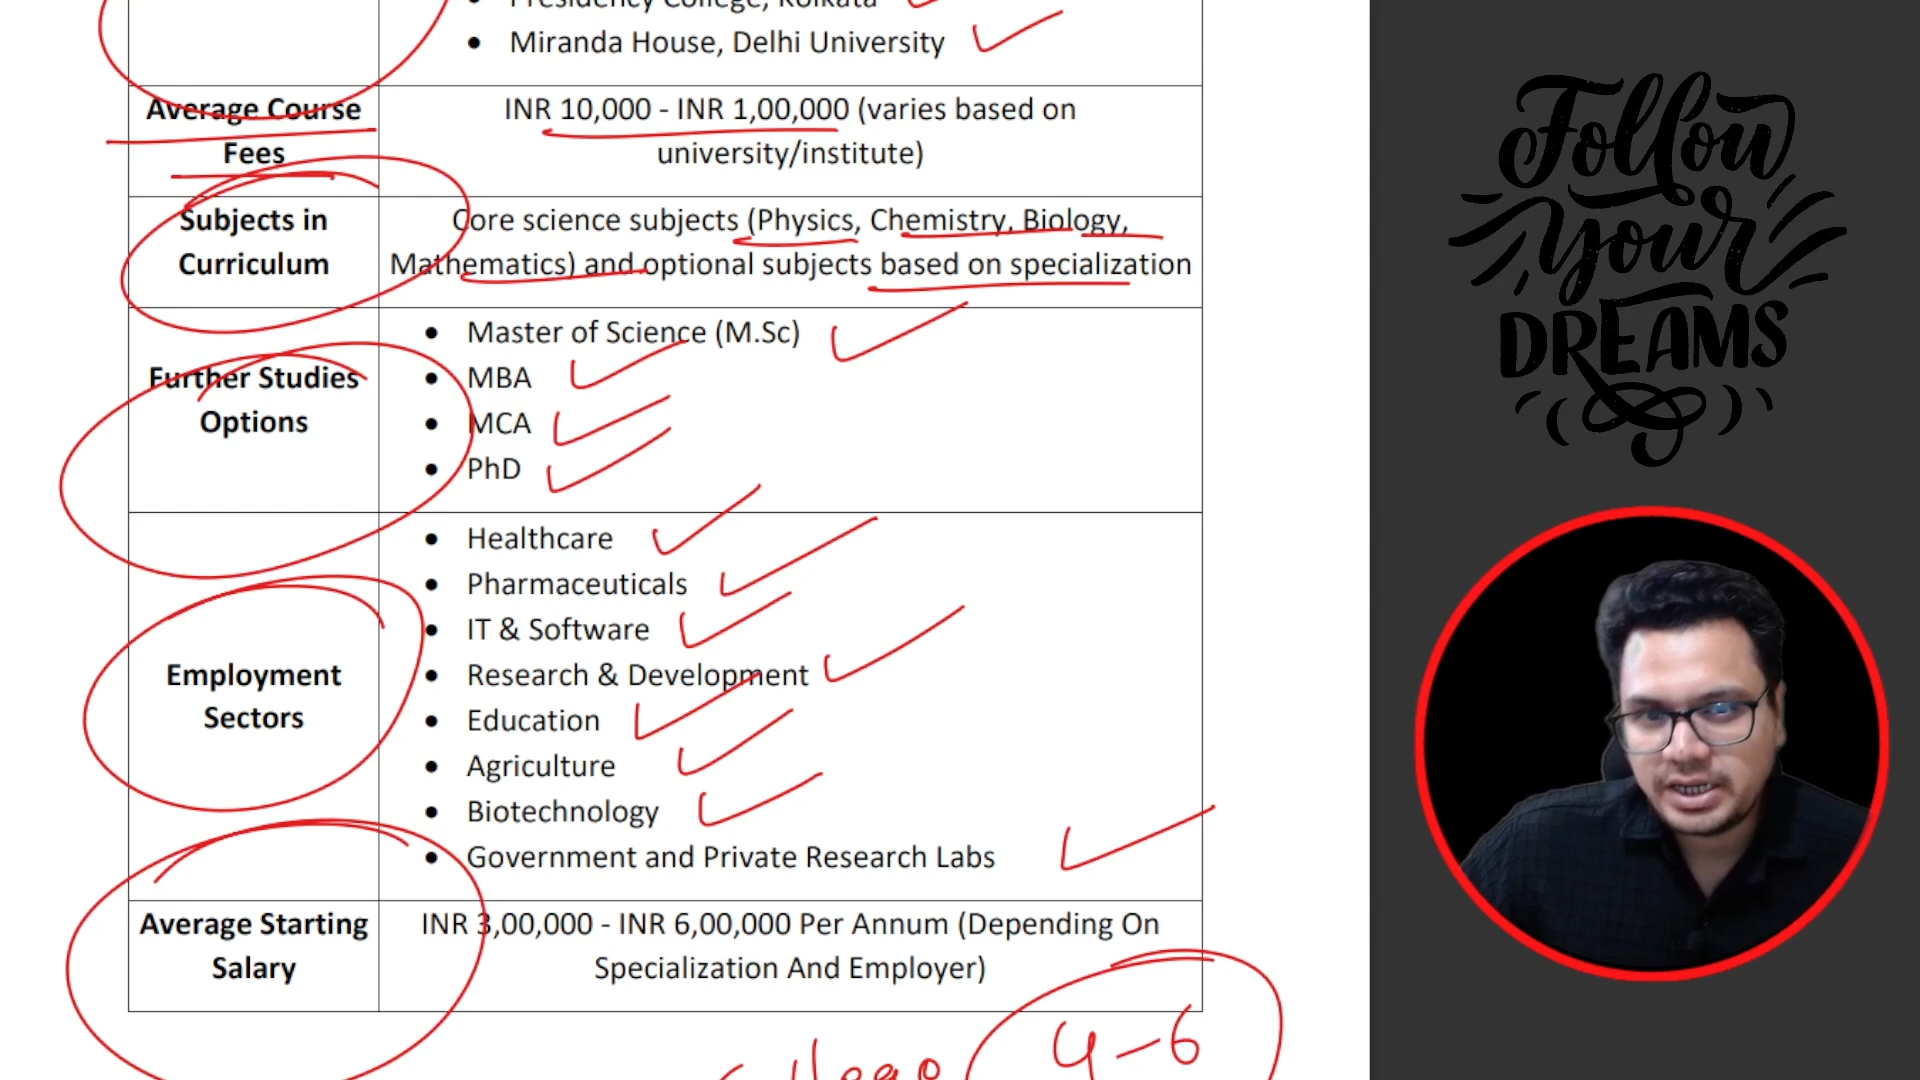 Presidency College, Kolkata
• Miranda House, Delhi University
Average Course
Fees
INR 10,000 - INR 1,00,000 (varies based on
university/institute)
Subjects in
Curriculum
Core science subjects (Physics, Chemistry, Biology,
Mathematics) and optional subjects based on specialization
Further Studies
Options
• Master of Science (M.Sc)
• MBA
• MCA
• PhD
Employment
Sectors
• Healthcare
• Pharmaceuticals
• IT & Software
• Research & Development
• Education
• Agriculture
• Biotechnology
• Government and Private Research Labs
Average Starting
Salary
INR 3,00,000 - INR 6,00,000 Per Annum (Depending On
Specialization And Employer)
4-6
Follow
your
DREAMS